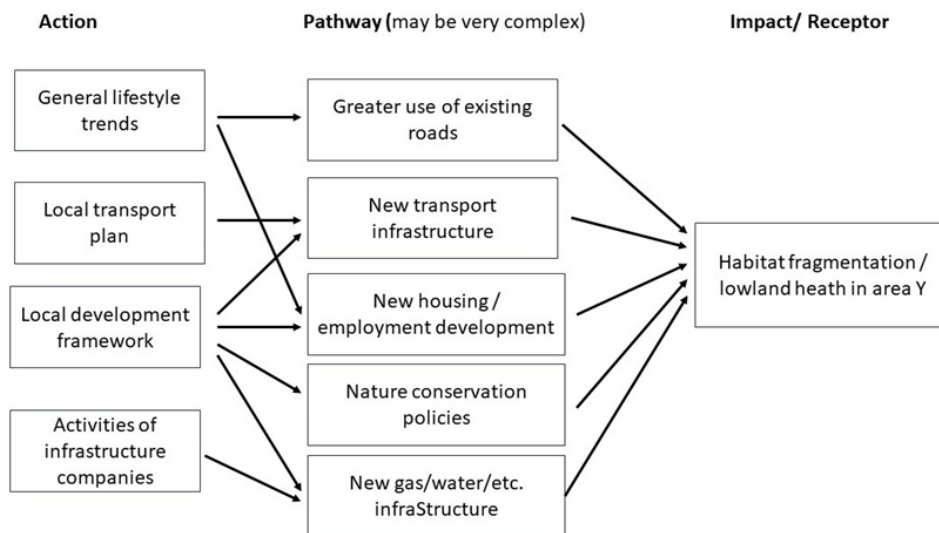 Action
Pathway (may be very complex)
Impact/ Receptor
General lifestyle
trends
Local transport
plan
Local development
framework
Activities of
infrastructure
companies
Greater use of existing
roads
New transport
infrastructure
New housing /
employment development
Nature conservation
policies
New gas/water/etc.
infraStructure
Habitat fragmentation /
lowland heath in area Y